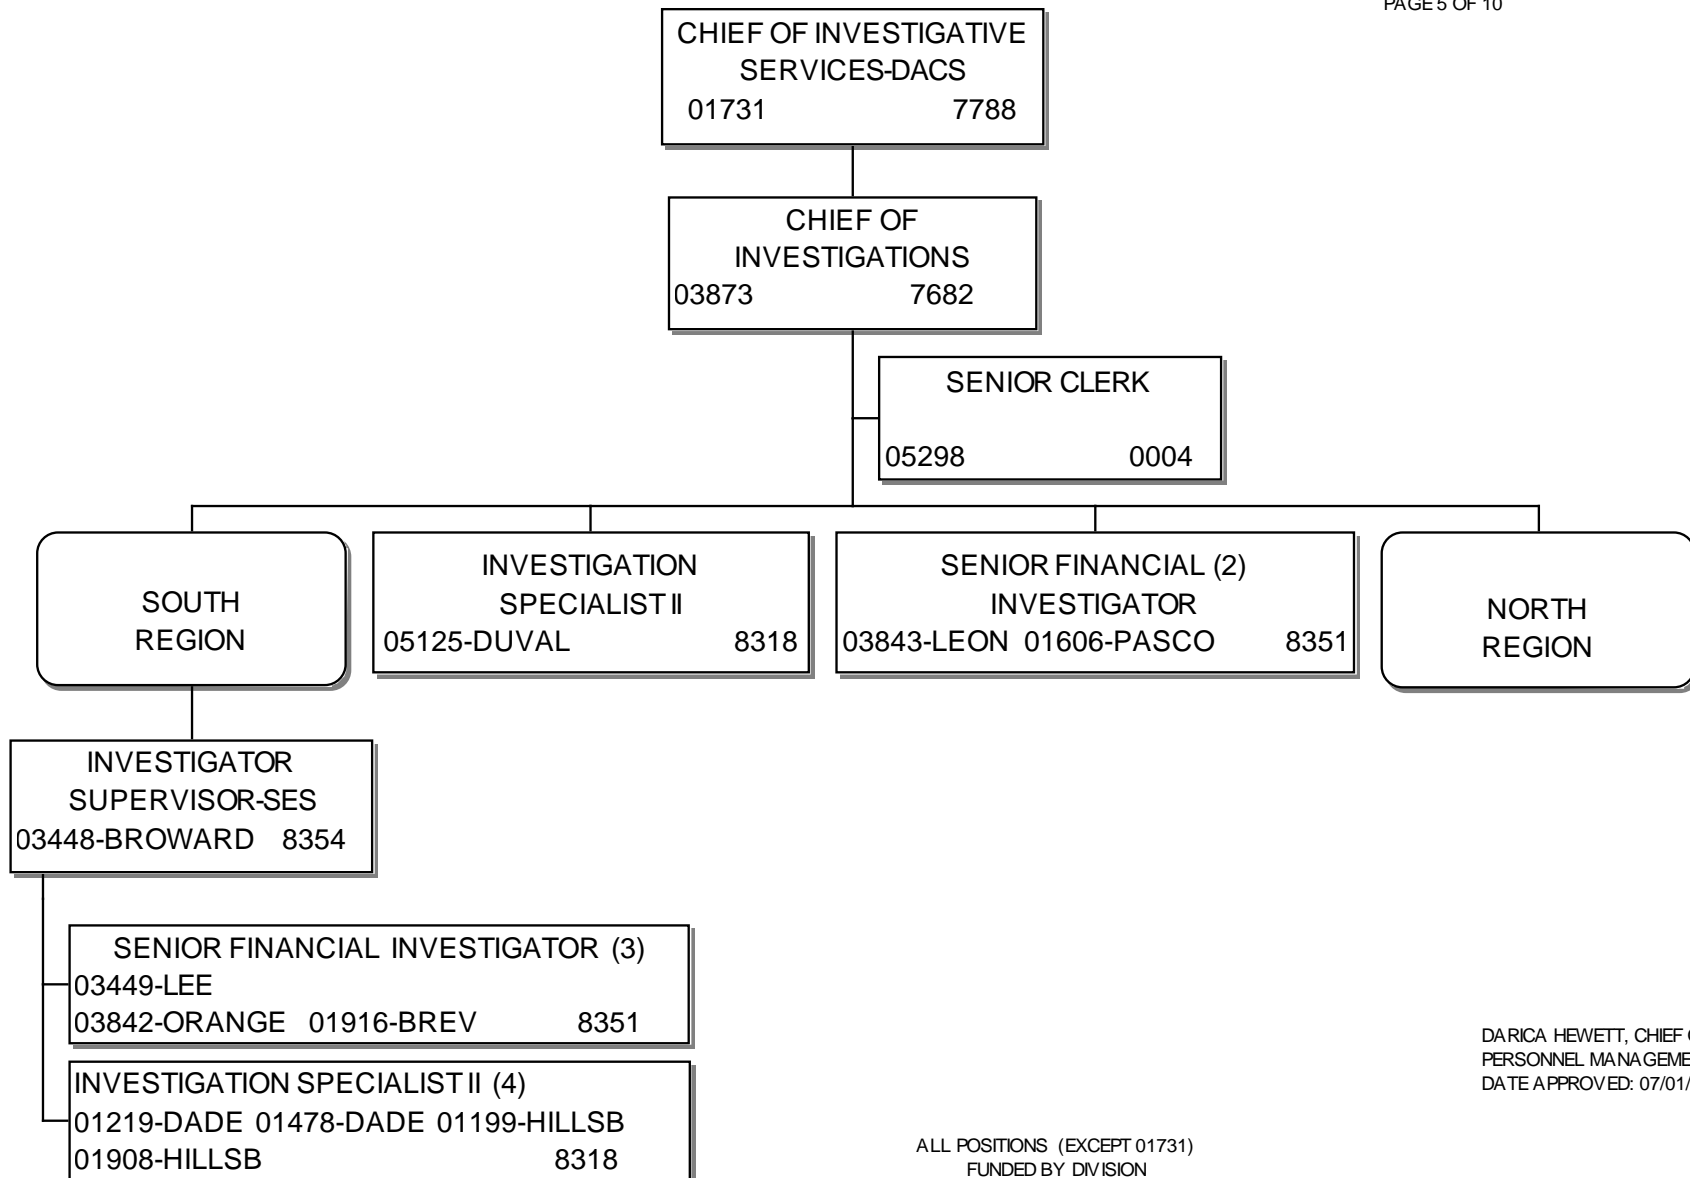 PAGE 5 OF 10
CHIEF OF INVESTIGATIVE
SERVICES-DACS
01731 7788
CHIEF OF
INVESTIGATIONS
03873 7682
SENIOR CLERK
05298 0004
SOUTH
REGION
INVESTIGATION
SPECIALIST II
05125-DUVAL 8318
SENIOR FINANCIAL (2)
INVESTIGATOR
03843-LEON 01606-PASCO 8351
NORTH
REGION
INVESTIGATOR
SUPERVISOR-SES
03448-BROWARD 8354
SENIOR FINANCIAL INVESTIGATOR (3)
03449-LEE
03842-ORANGE 01916-BREV 8351
INVESTIGATION SPECIALIST II (4)
01219-DADE 01478-DADE 01199-HILLSB
01908-HILLSB 8318
DARICA HEWETT, CHIEF
PERSONNEL
DATE APPROVED: 07/01/
ALL POSITIONS (EXCEPT 01731)
FUNDED BY DIVISION